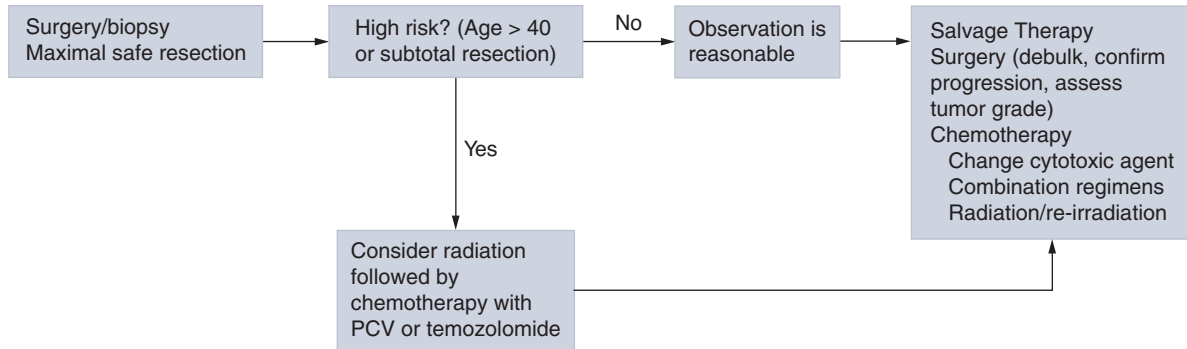 Surgery/biopsy
Maximal safe resection
High risk? (Age > 40
or subtotal resection)
No
Observation is
reasonable
Salvage Therapy
Surgery (debulk, confirm
progression, assess
tumor grade)
Chemotherapy
Change cytotoxic agent
Combination regimens
Radiation/re-irradiation
Yes
Consider radiation
followed by
chemotherapy with
PCV or temozolomide